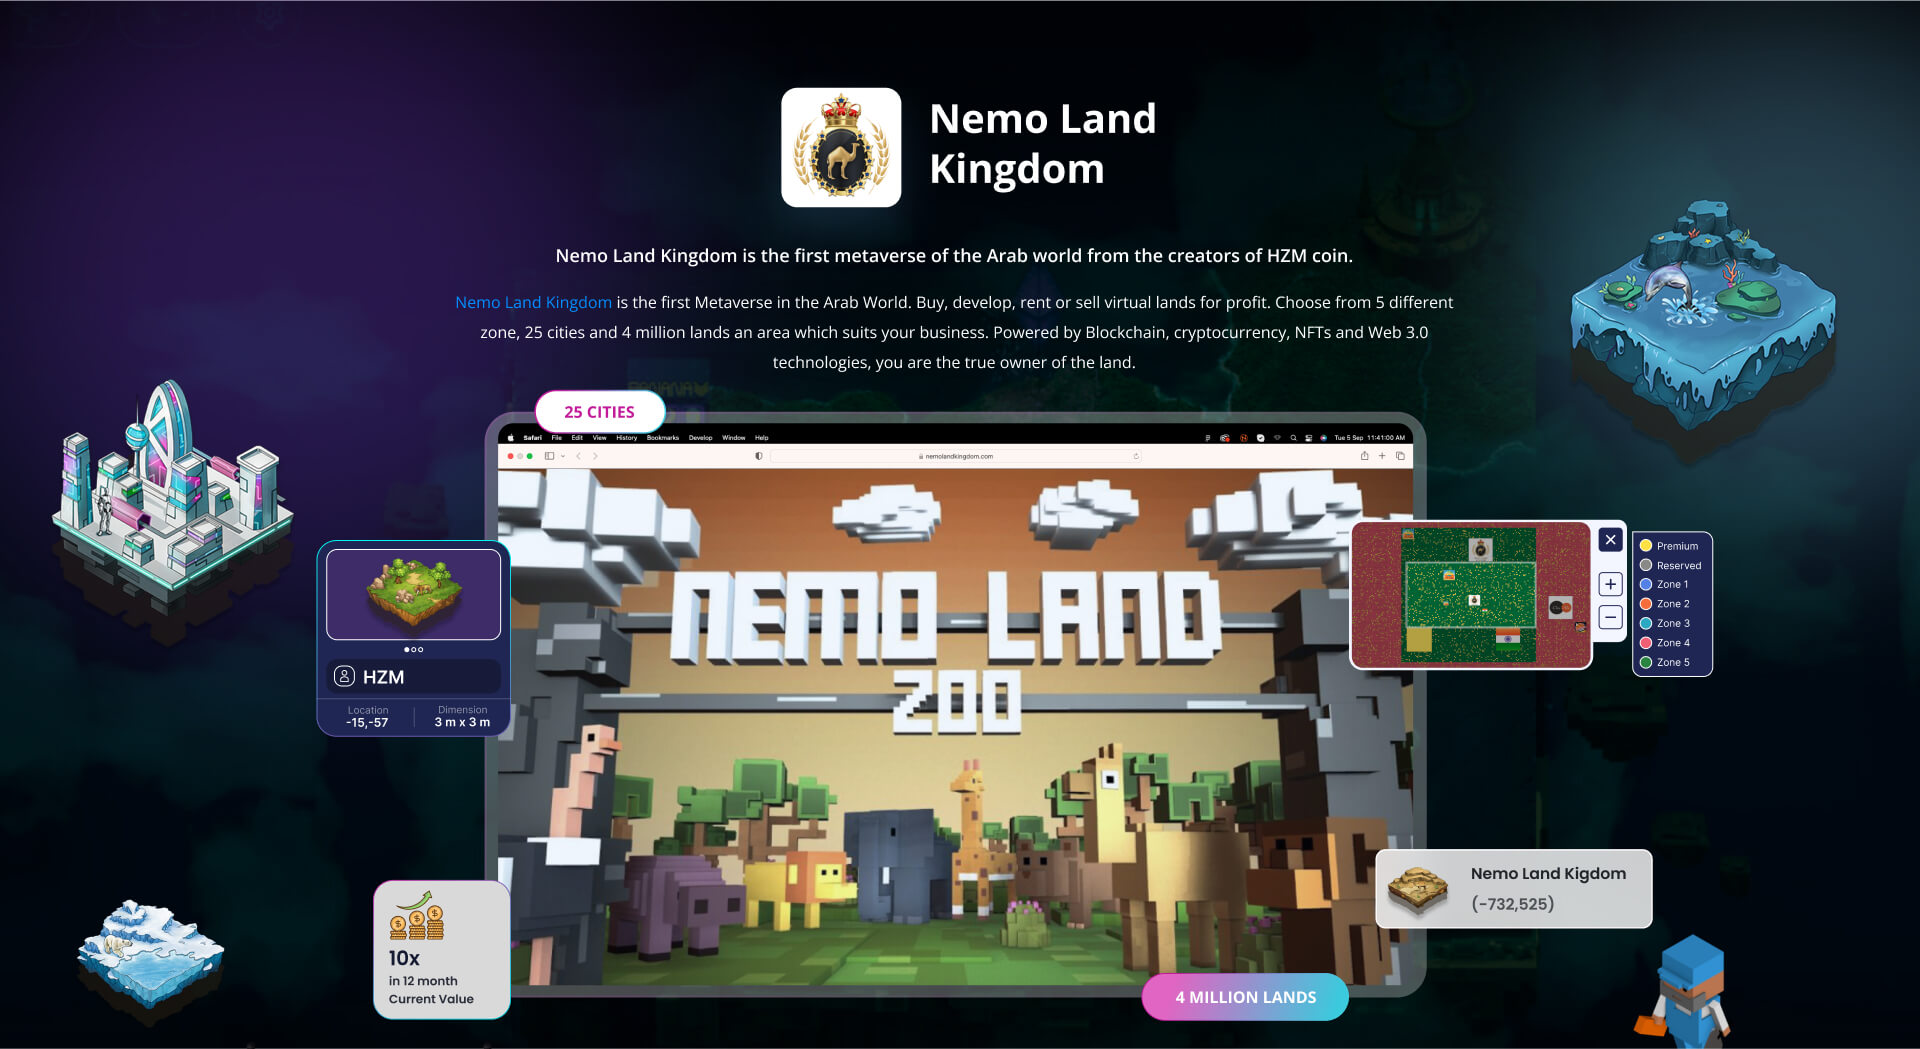 Nemo Land
Kingdom
Nemo Land Kingdom is the first metaverse of the Arab world from the creators of HZM coin.
Nemo Land Kingdom is the first Metaverse in the Arab World. Buy, develop, rent or sell virtual lands for profit. Choose from 5 different
zone, 25 cities and 4 million lands an area which suits your business. Powered by Blockchain, cryptocurrency, NFTs and Web 3.0
technologies, you are the true owner of the land.
25 CITIES
Safari File Edit View History Bookmarks Develop Window Help
Tue 5 Sep 11:41:00 AM
nemolandkingdom.com
NEMO LAND
ZOO
HZM
Location
-15,-57
Dimension
3 m x 3 m
Premium
Reserved
Zone 1
Zone 2
Zone 3
Zone 4
Zone 5
10x
in 12 month
Current Value
Nemo Land Kigdom
(-732,525)
4 MILLION LANDS